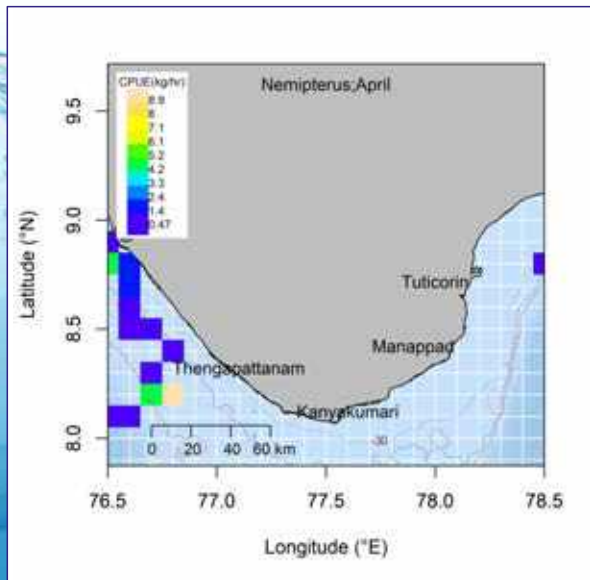 Nemipterus;April
CPUE(kg/hr)
8.9
8
7.1
6.1
5.2
4.2
3.3
2.4
1.4
0.47
Tuticorin
Manappad
Thengapattanam
Kanyakumari
-30
0 20 40 60 km
9.5
9.0
8.5
8.0
Latitude (°N)
76.5 77.0 77.5 78.0 78.5
Longitude (°E)